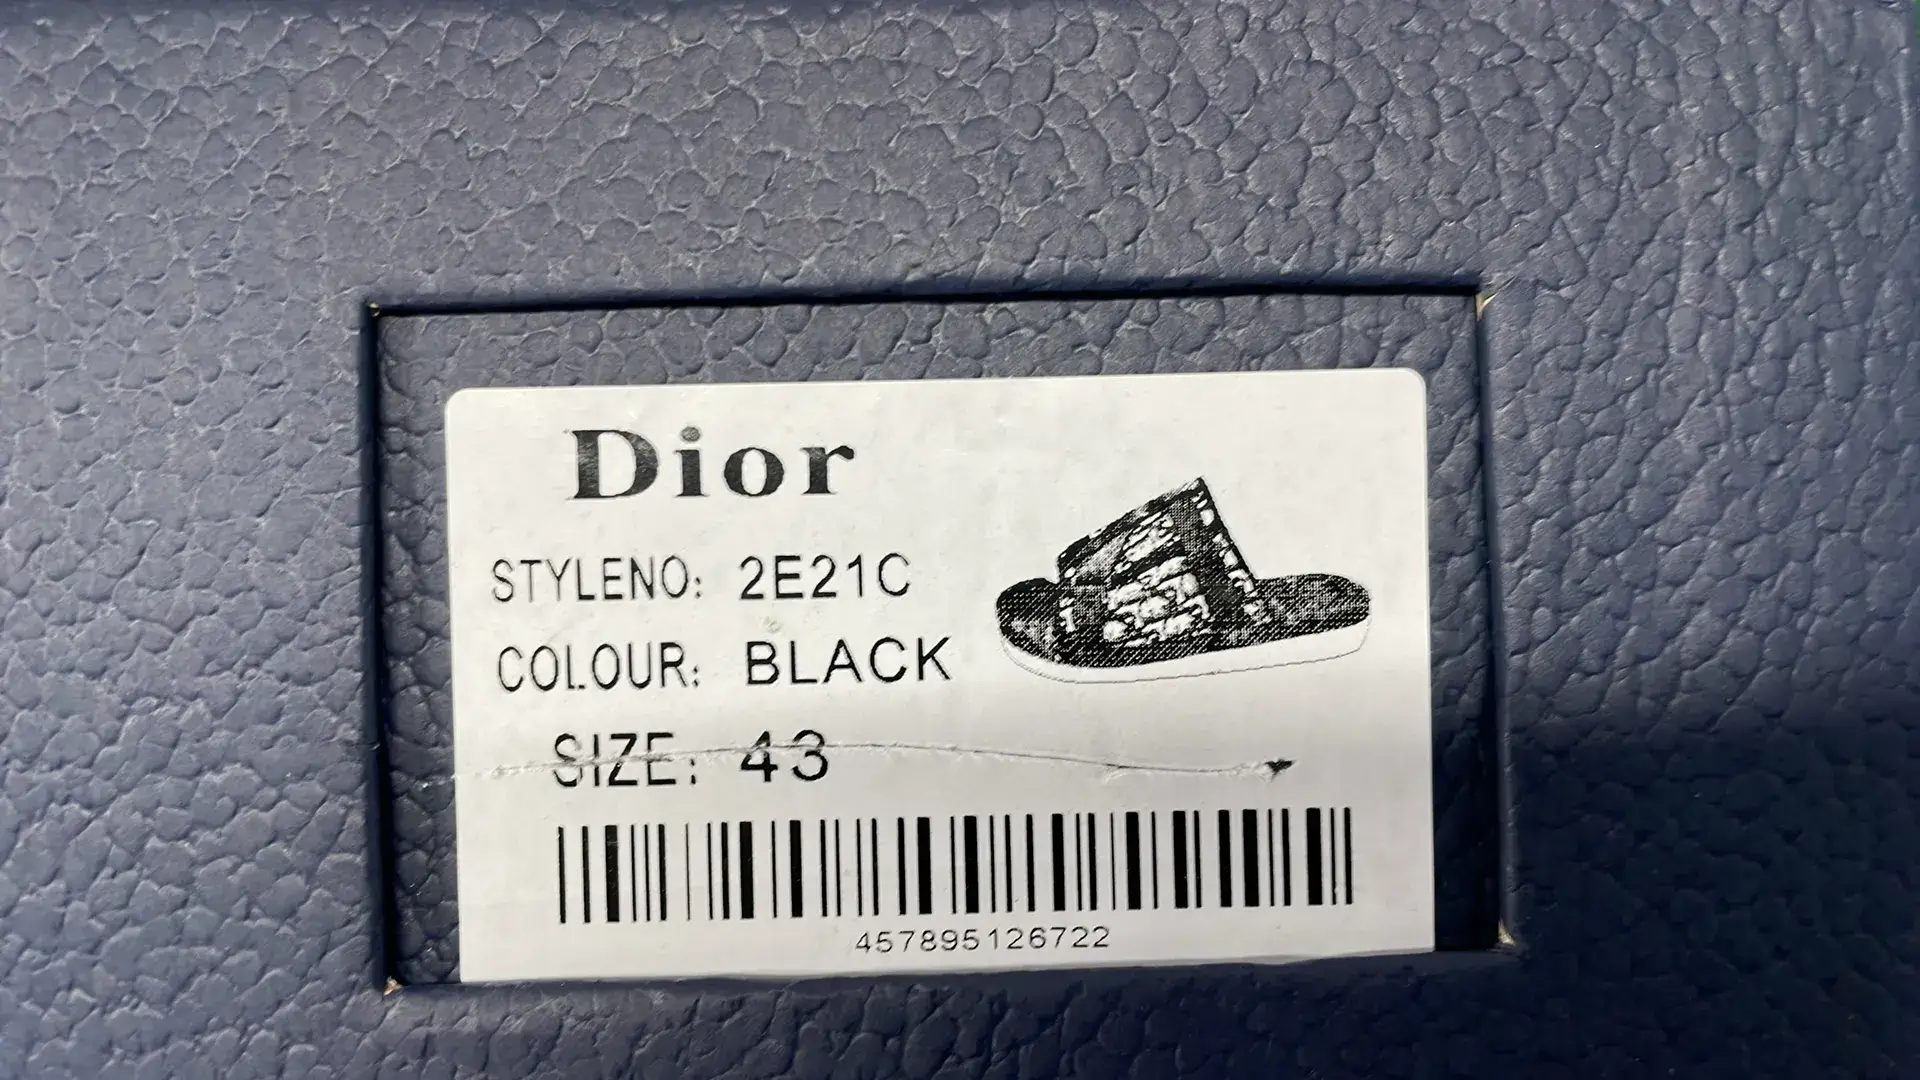 Dior
STYLENO: 2E21C
COLOUR: BLACK
SIZE: 43
457895126722